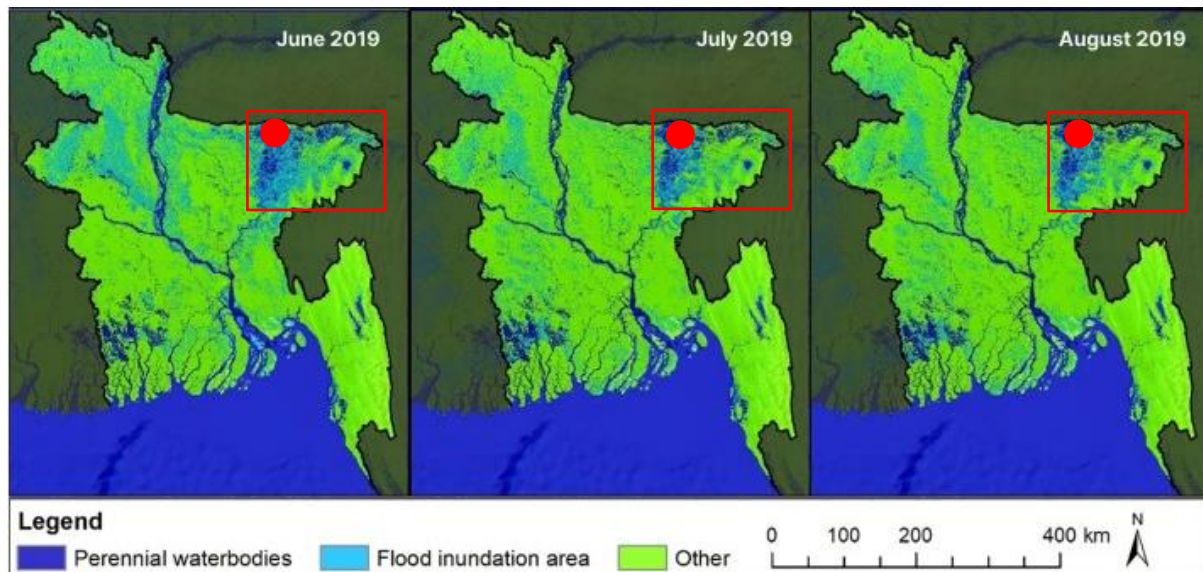 June 2019
July 2019
August 2019
Legend
Perennial waterbodies
Flood inundation area
Other
0 100 200 400 km
N